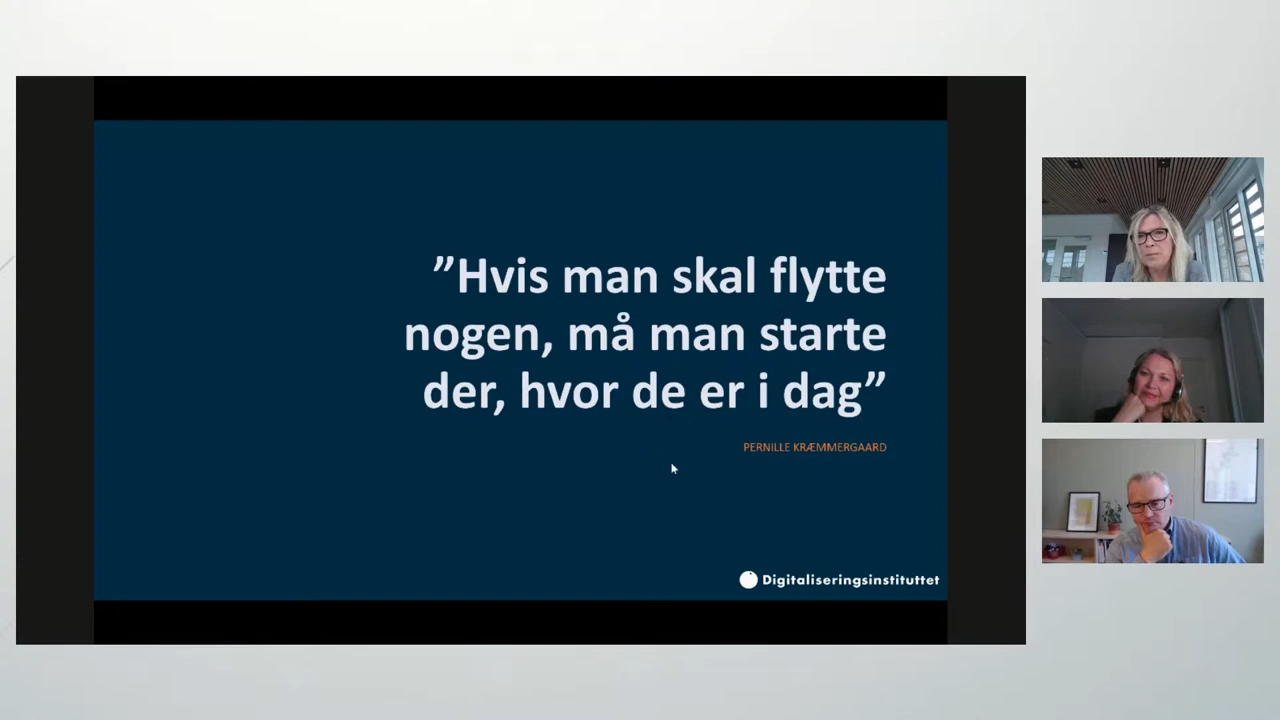 ”Hvis man skal flytte
nogen, må man starte
der, hvor de er i dag”
PERNILLE KRÆMMERGAARD
Digitaliseringsinstituttet